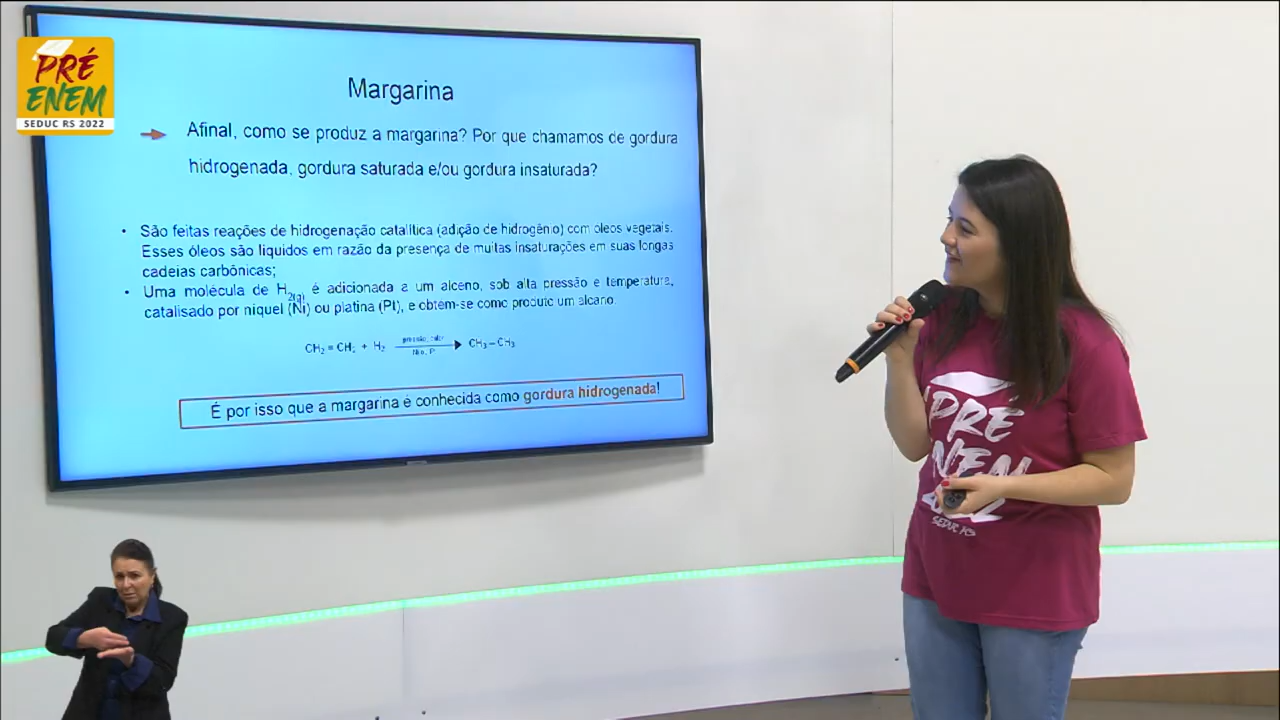 PRÉ
ENEM
SEDUC RS 2022
Margarina
Afinal, como se produz a margarina? Por que chamamos de gordura
hidrogenada, gordura saturada e/ou gordura insaturada?
• São feitas reações de hidrogenação catalítica (adição de hidrogênio) com óleos vegetais.
Esses óleos são líquidos em razão da presença de muitas insaturações em suas longas
cadeias carbônicas;
• Uma molécula de H2(g) é adicionada a um alceno, sob alta pressão e temperatura,
catalisado por níquel (Ni) ou platina (Pt), e obtem-se como produto um alcano.
pressão, calor
CH2 = CH2 + H2 CH3 – CH3
É por isso que a margarina é conhecida como gordura hidrogenada!
PRÉ
ENEM
SEDUC RS